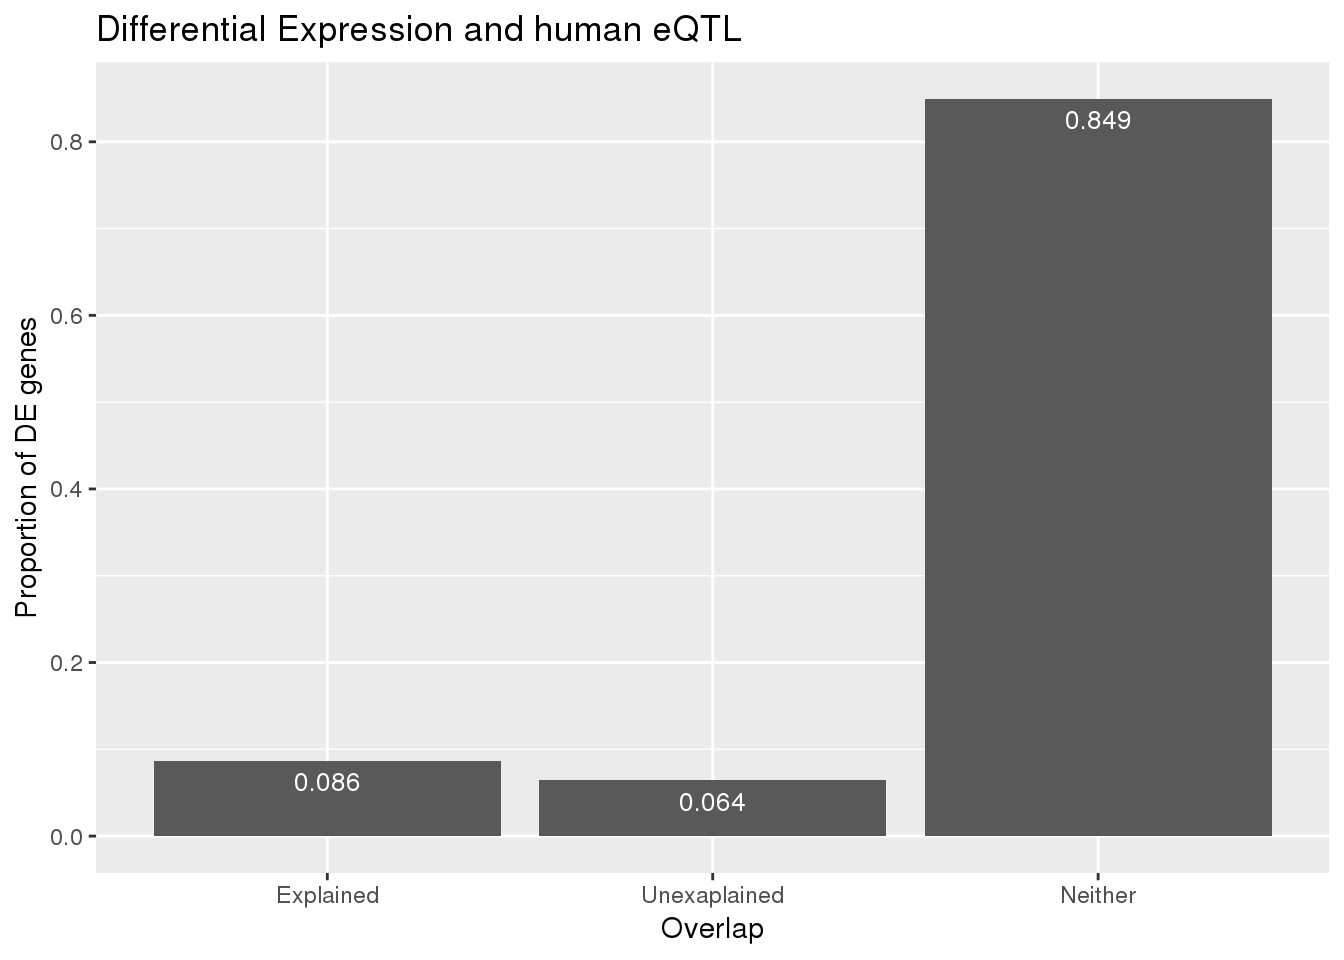 Differential Expression and human eQTL
Proportion of DE genes
0.8
0.6
0.4
0.2
0.0
0.086
0.064
0.849
Explained
Unexaplained
Neither
Overlap